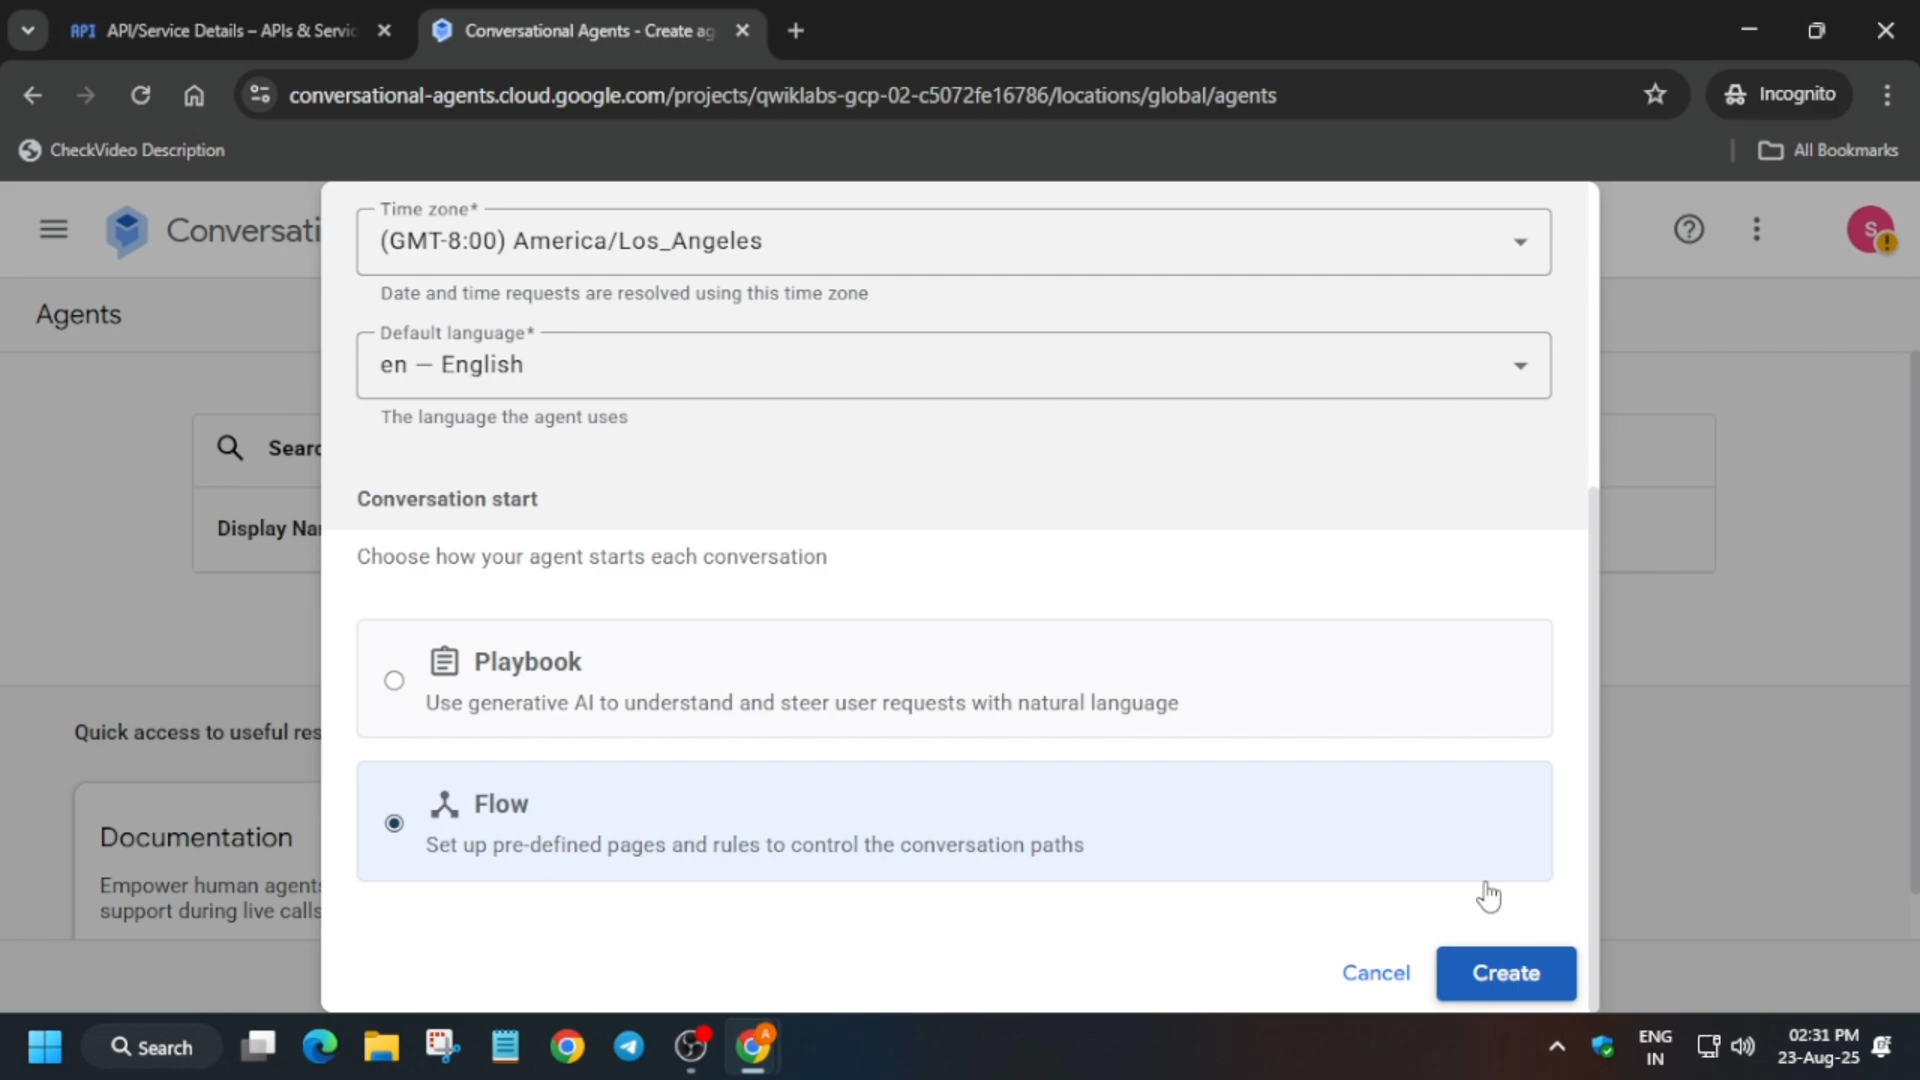 API API/Service Details – APIs & Servic
Conversational Agents - Create ag
conversational-agents.cloud.google.com/projects/qwiklabs-gcp-02-c5072fe16786/locations/global/agents
Incognito
CheckVideo Description
All Bookmarks
Conversati
S
Agents
Time zone*
(GMT-8:00) America/Los_Angeles
Date and time requests are resolved using this time zone
Default language*
en — English
The language the agent uses
Searc
Conversation start
Display Nam
Choose how your agent starts each conversation
Playbook
Use generative AI to understand and steer user requests with natural language
Quick access to useful res
Flow
Set up pre-defined pages and rules to control the conversation paths
Documentation
Empower human agents
support during live calls
Cancel
Create
Search
A
ENG
IN
02:31 PM
23-Aug-25